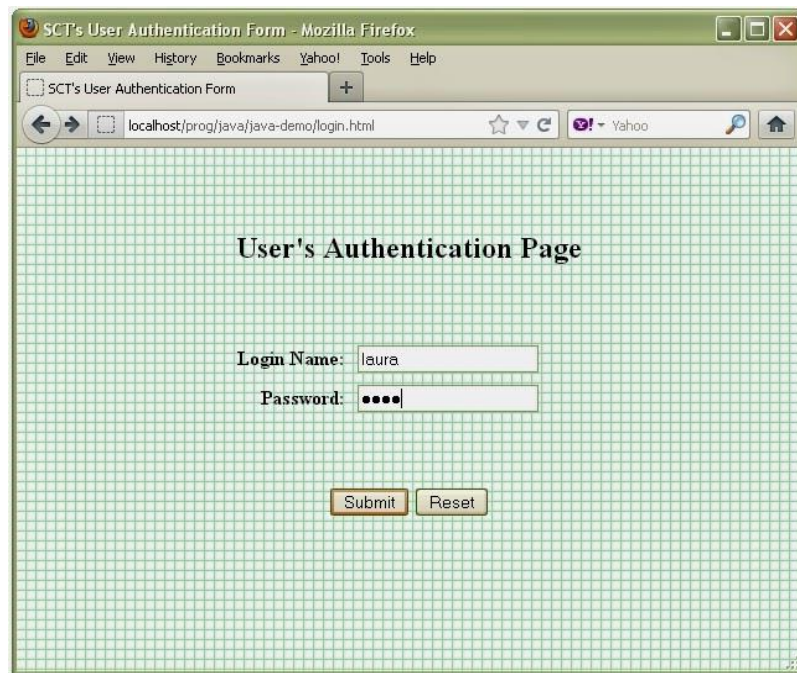 SCT's User Authentication Form - Mozilla Firefox
File Edit View History Bookmarks Yahoo! Tools Help
SCT's User Authentication Form +
localhost/prog/java/java-demo/login.html Y! Yahoo
User's Authentication Page
Login Name: laura
Password: ••••
Submit Reset